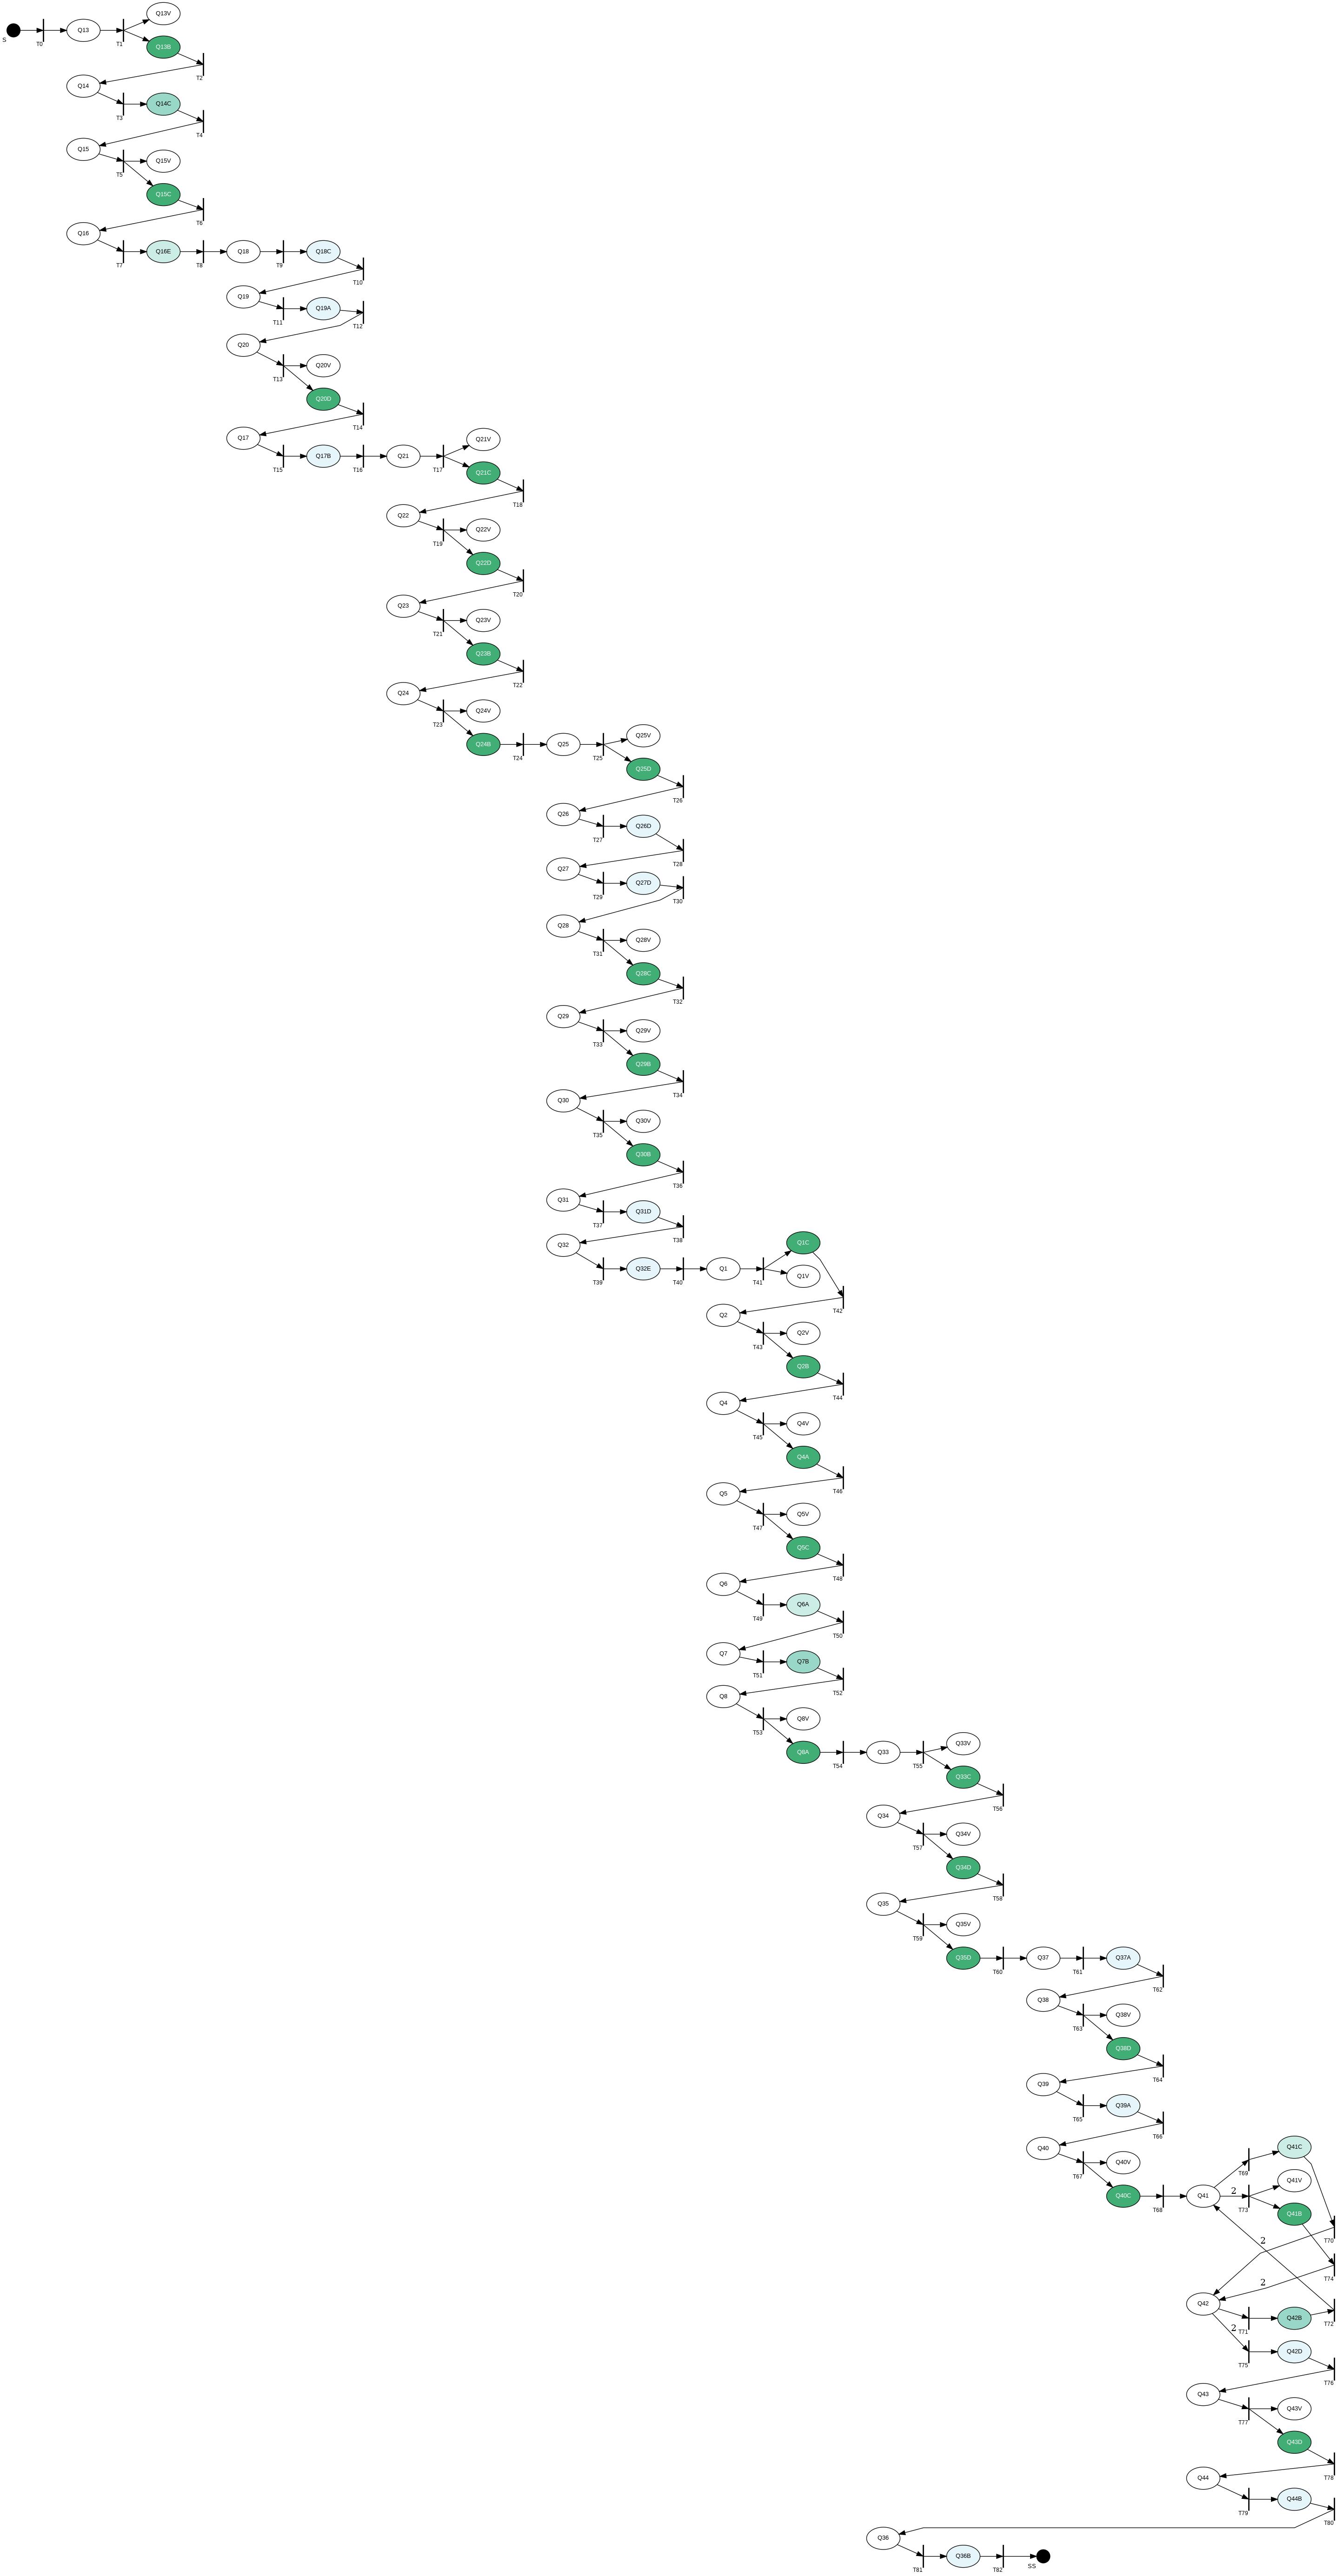 Q13V
S T0 Q13 T1
Q13B
T2
Q14
T3 Q14C
T4
Q15
T5 Q15V
Q15C
T6
Q16
T7 Q16E T8 Q18 T9 Q18C
T10
Q19
T11 Q19A
T12
Q20
T13 Q20V
Q20D
T14
Q17
T15 Q17B T16 Q21 T17 Q21V
Q21C
T18
Q22
T19 Q22V
Q22D
T20
Q23
T21 Q23V
Q23B
T22
Q24
T23 Q24V
Q24B T24 Q25 T25 Q25V
Q25D
T26
Q26
T27 Q26D
T28
Q27
T29 Q27D
T30
Q28
T31 Q28V
Q28C
T32
Q29
T33 Q29V
Q29B
T34
Q30
T35 Q30V
Q30B
T36
Q31
T37 Q31D
T38
Q32
T39 Q32E T40 Q1 T41 Q1C
Q1V
T42
Q2
T43 Q2V
Q2B
T44
Q4
T45 Q4V
Q4A
T46
Q5
T47 Q5V
Q5C
T48
Q6
T49 Q6A
T50
Q7
T51 Q7B
T52
Q8
T53 Q8V
Q8A T54 Q33 T55 Q33V
Q33C
T56
Q34
T57 Q34V
Q34D
T58
Q35
T59 Q35V
Q35D T60 Q37 T61 Q37A
T62
Q38
T63 Q38V
Q38D
T64
Q39
T65 Q39A
T66
Q40
T67 Q40V
Q40C T68 Q41 T69 Q41C
2 T73 Q41V
Q41B
T70
2
T74
2
Q42
T71 Q42B T72
2
T75 Q42D
T76
Q43
T77 Q43V
Q43D
T78
Q44
T79 Q44B
T80
Q36
T81 Q36B T82 SS